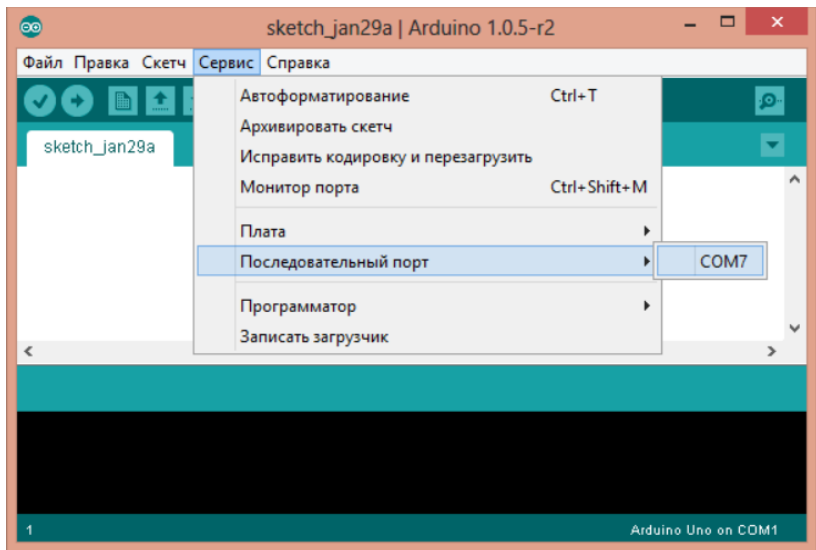 sketch_jan29a | Arduino 1.0.5-r2
Файл Правка Скетч Сервис Справка
sketch_jan29a
Автоформатирование Ctrl+T
Архивировать скетч
Исправить кодировку и перезагрузить
Монитор порта Ctrl+Shift+M
Плата
Последовательный порт COM7
Программатор
Записать загрузчик
1 Arduino Uno on COM1